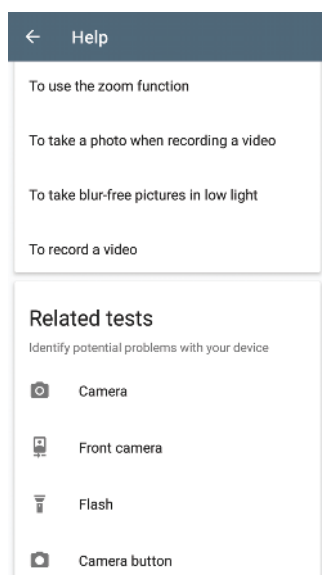 Help
To use the zoom function
To take a photo when recording a video
To take blur-free pictures in low light
To record a video
Related tests
Identify potential problems with your device
Camera
Front camera
Flash
Camera button